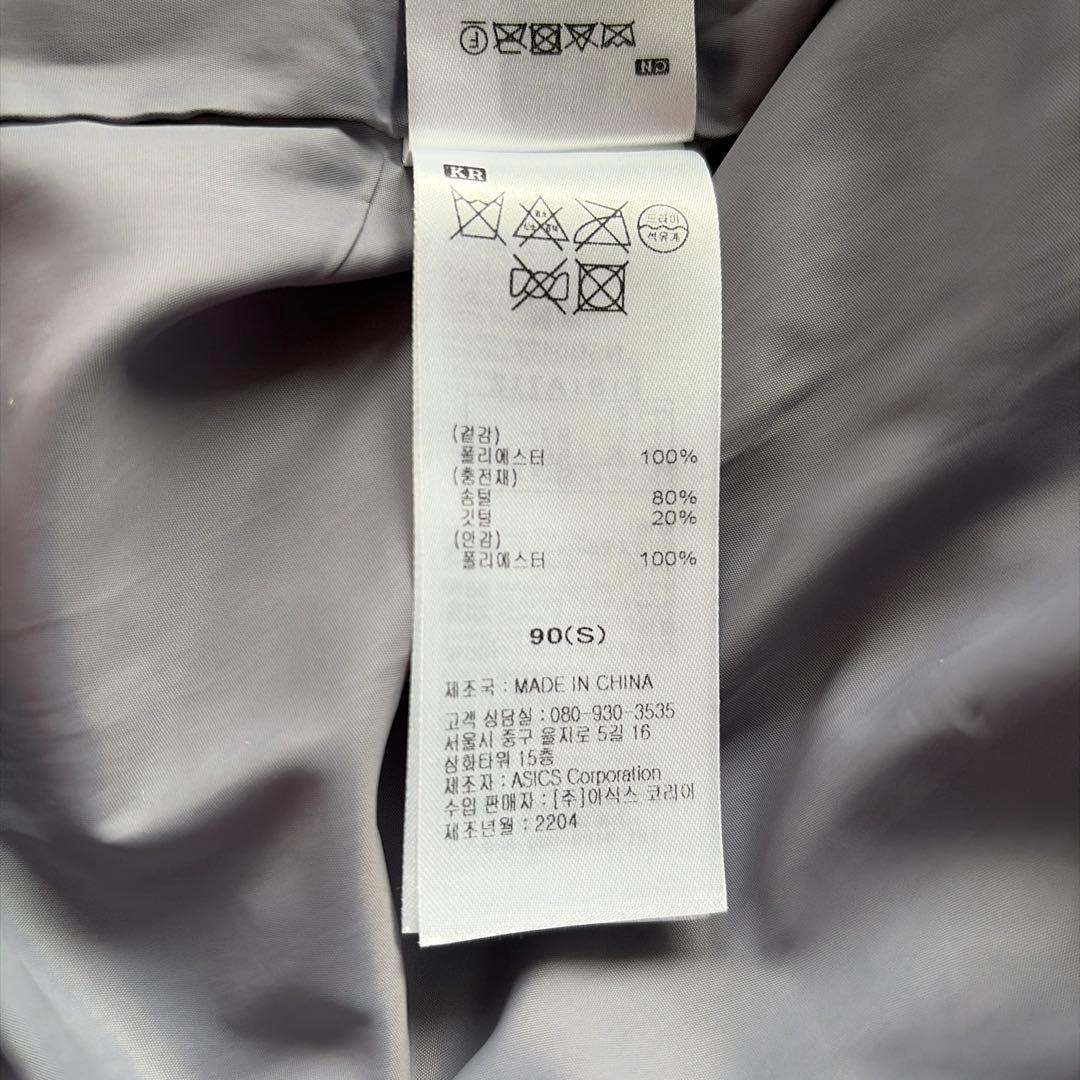 F
CN
KR
드라이
석유계
(겉감)
폴리에스터 100%
(충전재)
솜털 80%
깃털 20%
(안감)
폴리에스터 100%
90(S)
제조국 : MADE IN CHINA
고객 상담실 : 080-930-3535
서울시 중구 을지로 5길 16
심화타워 15층
제조자 : ASICS Corporation
수입 판매자 : [주]아식스 코리아
제조년월 : 2204